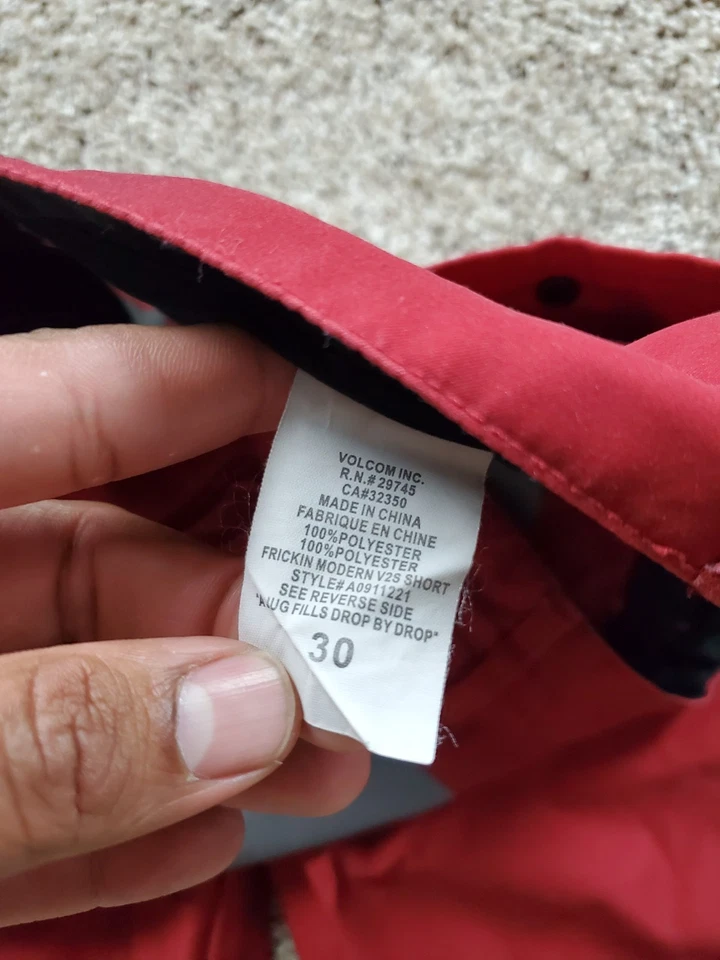 VOLCOM INC.
R.N.# 29745
CA#32350
MADE IN CHINA
FABRIQUE EN CHINE
100%POLYESTER
100%POLYESTER
FRICKIN MODERN V2S SHORT
STYLE# A0911221
SEE REVERSE SIDE
FILLS DROP BY DROP"
30